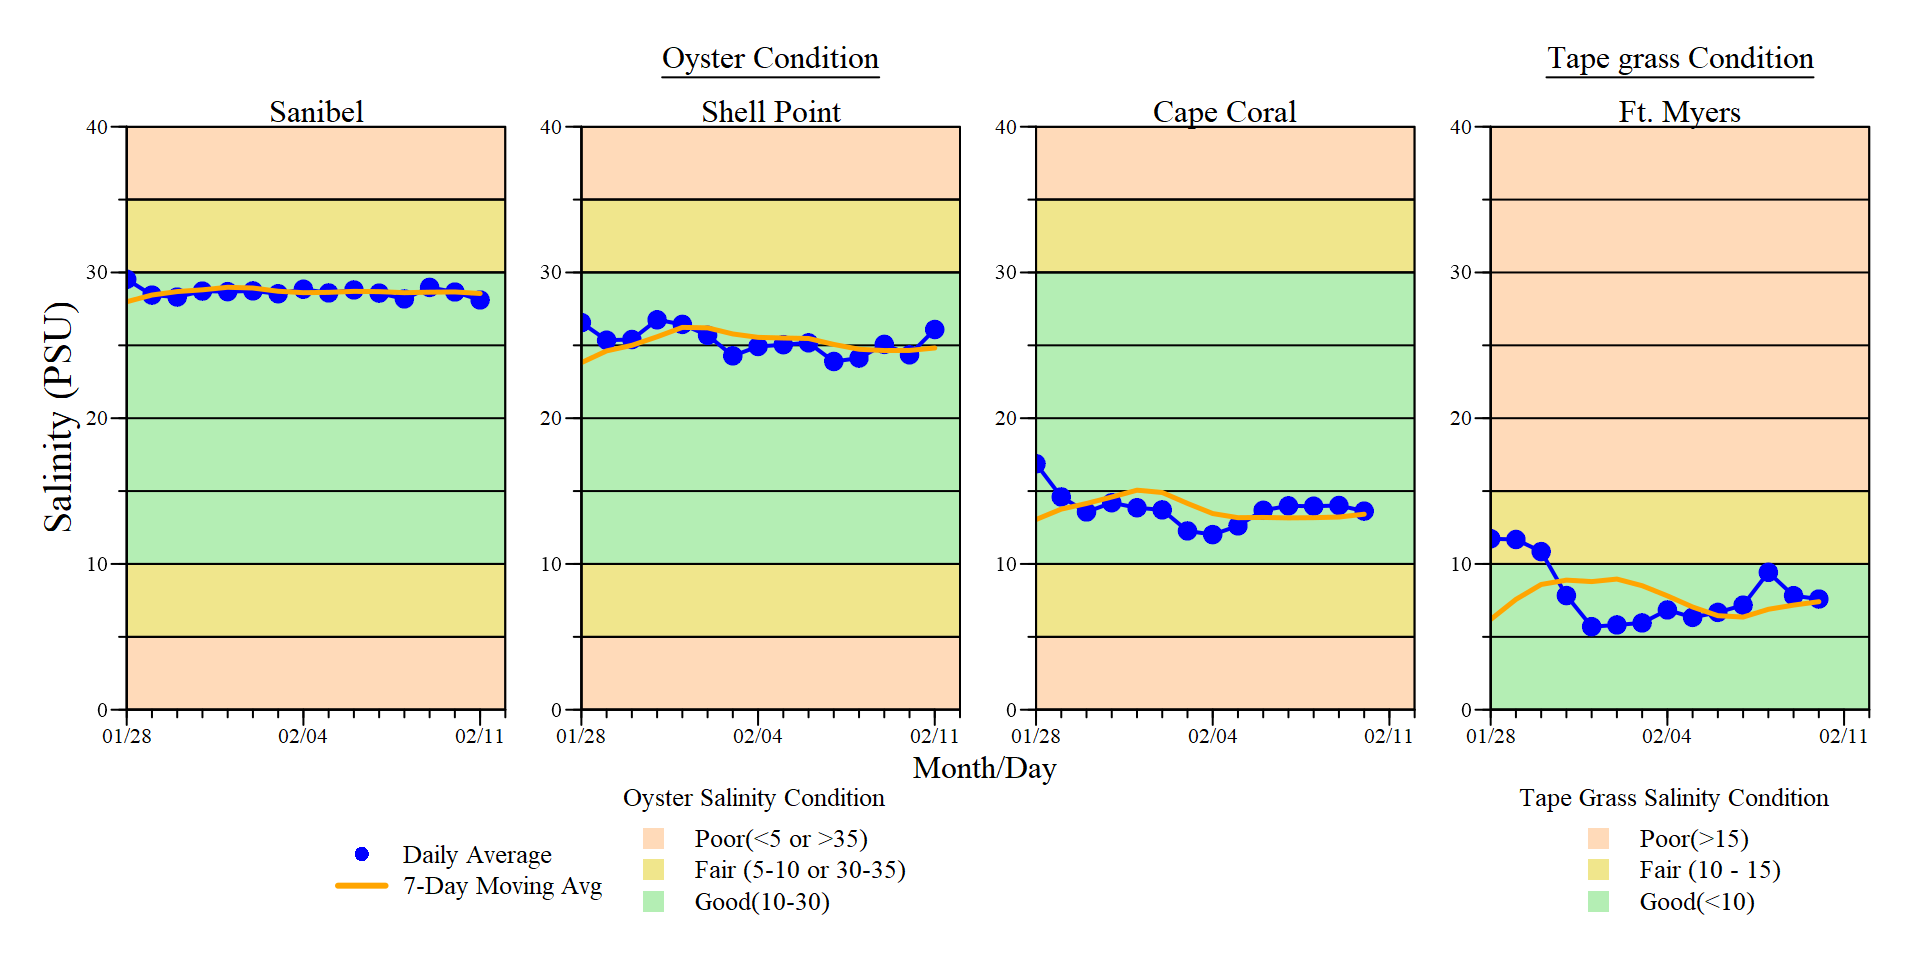 Oyster Condition
Tape grass Condition
Sanibel
Shell Point
Cape Coral
Ft. Myers
Salinity (PSU)
40
30
20
10
0
01/28
02/04
02/11
40
30
20
10
0
01/28
02/04
02/11
40
30
20
10
0
01/28
02/04
02/11
40
30
20
10
0
01/28
02/04
02/11
Month/Day
Daily Average
7-Day Moving Avg
Oyster Salinity Condition
Poor(<5 or >35)
Fair (5-10 or 30-35)
Good(10-30)
Tape Grass Salinity Condition
Poor(>15)
Fair (10 - 15)
Good(<10)